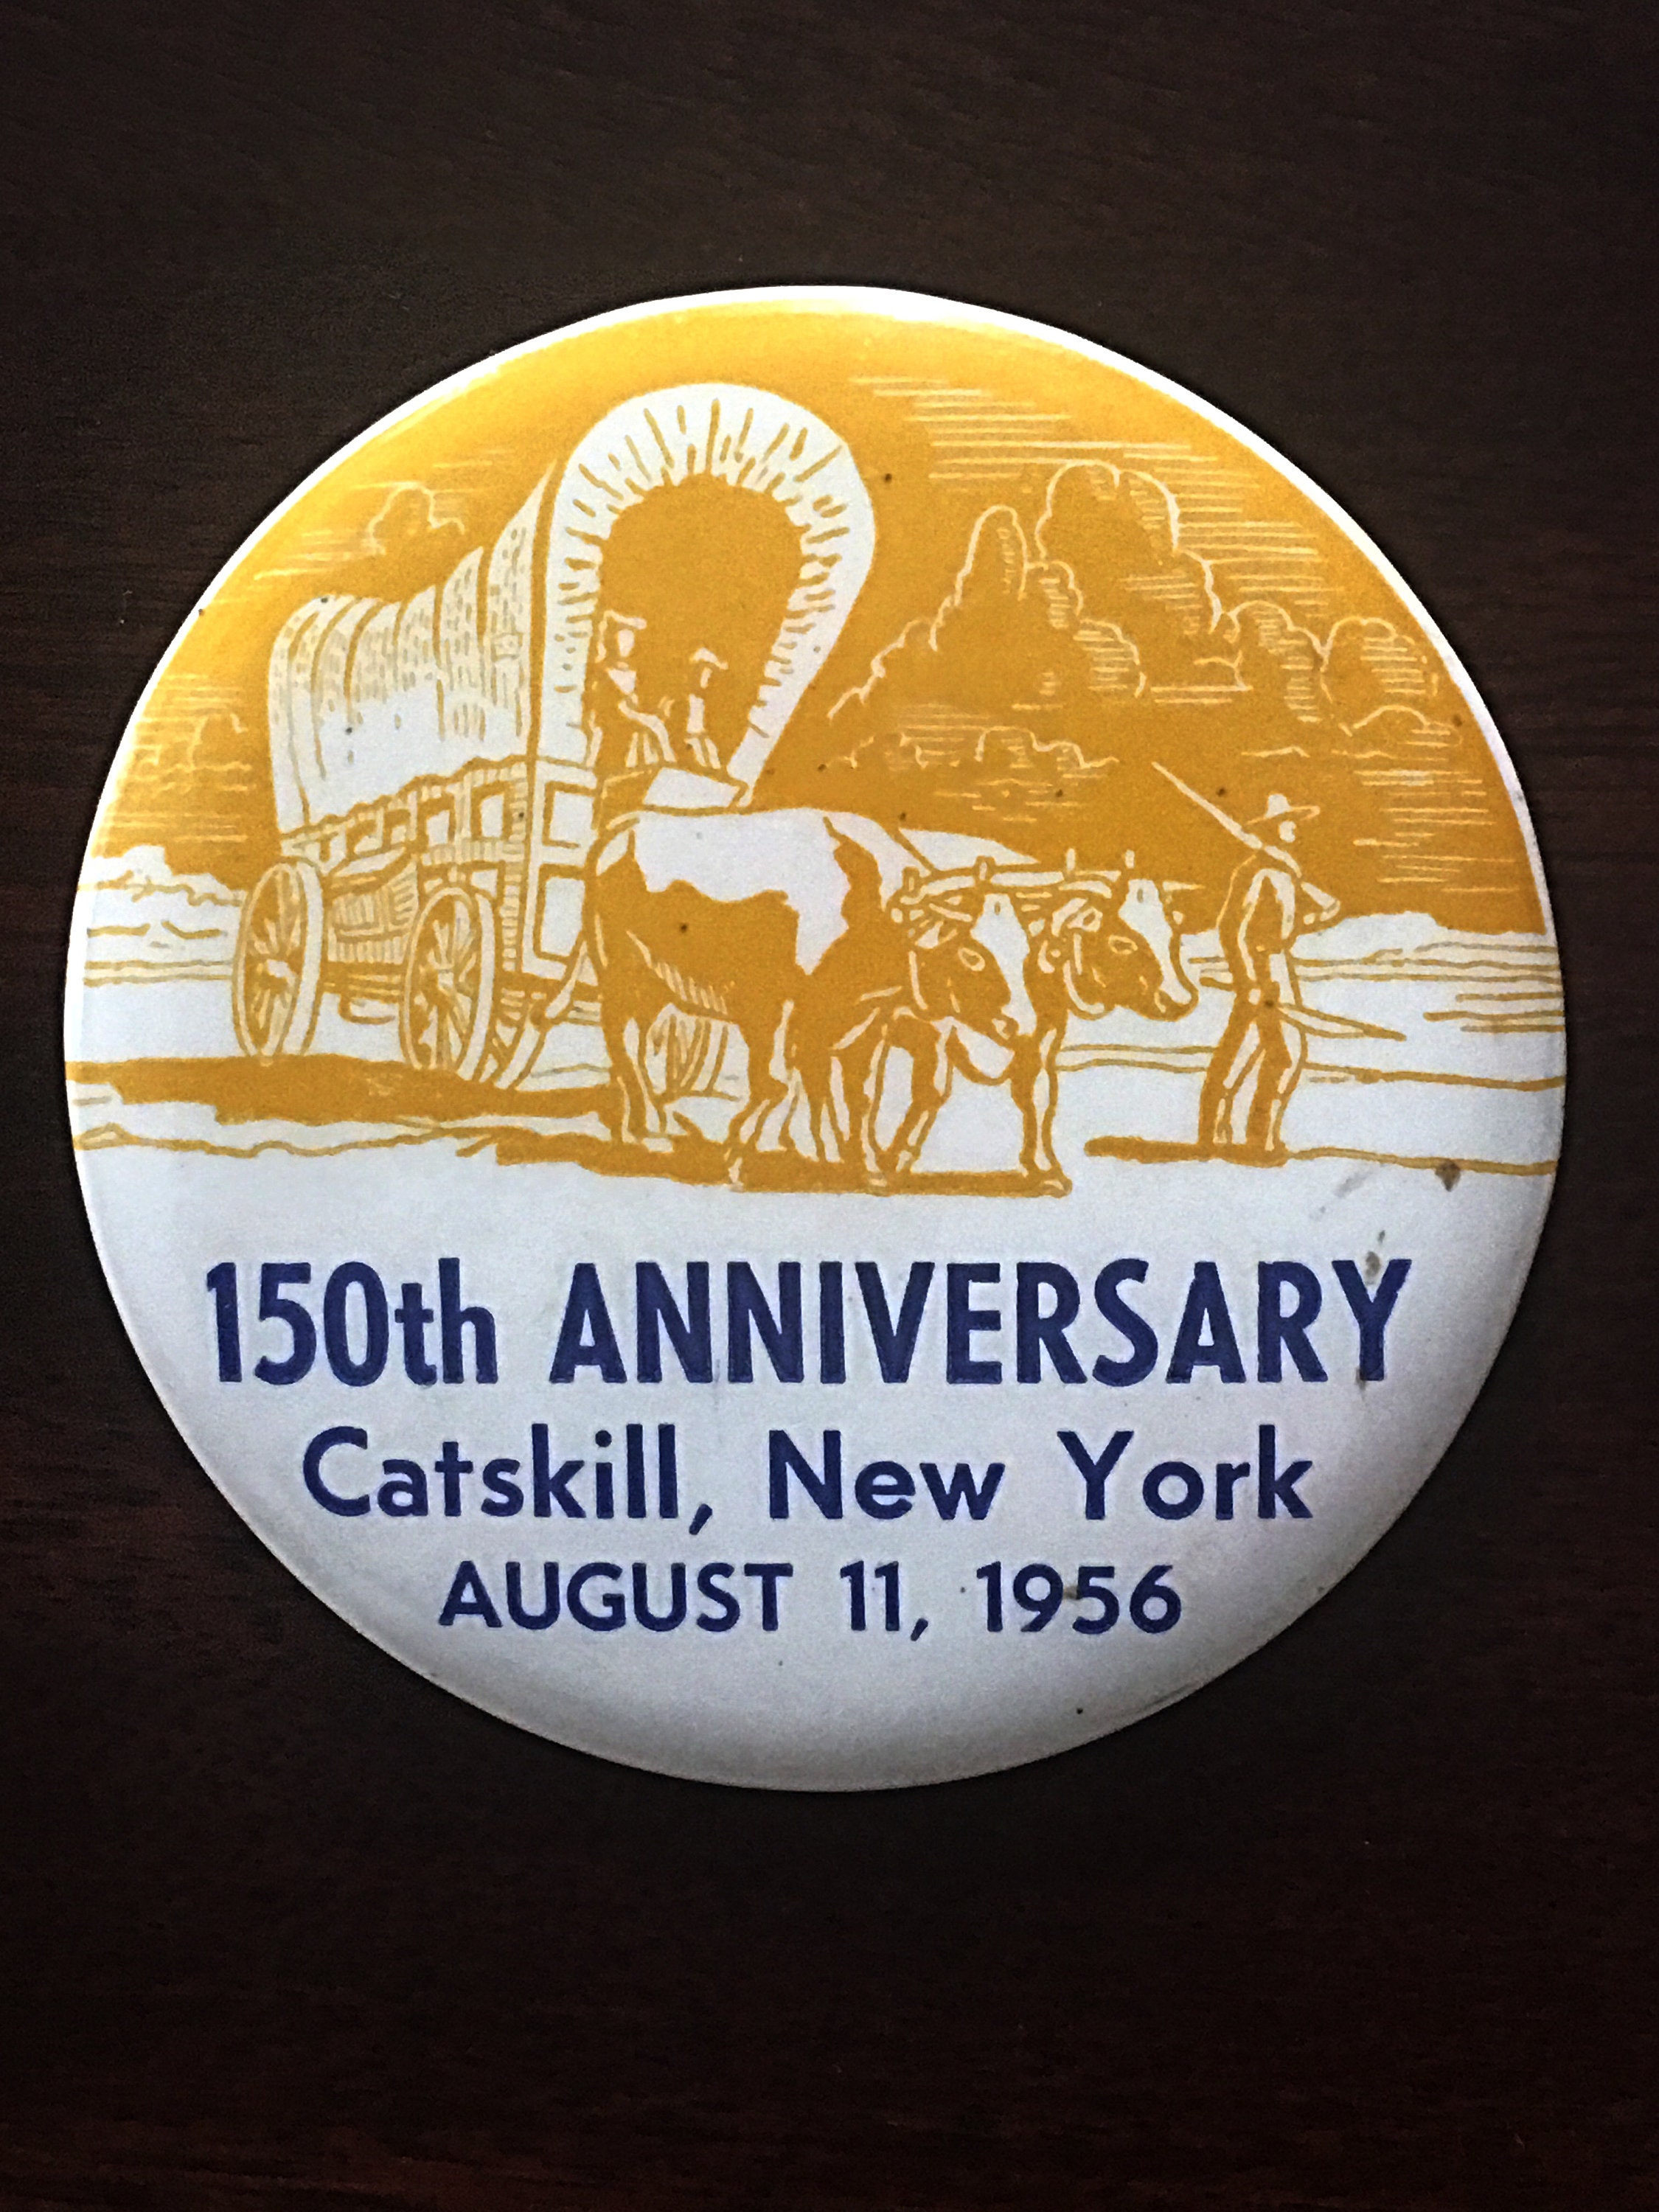 150th ANNIVERSARY
Catskill, New York
AUGUST 11, 1956